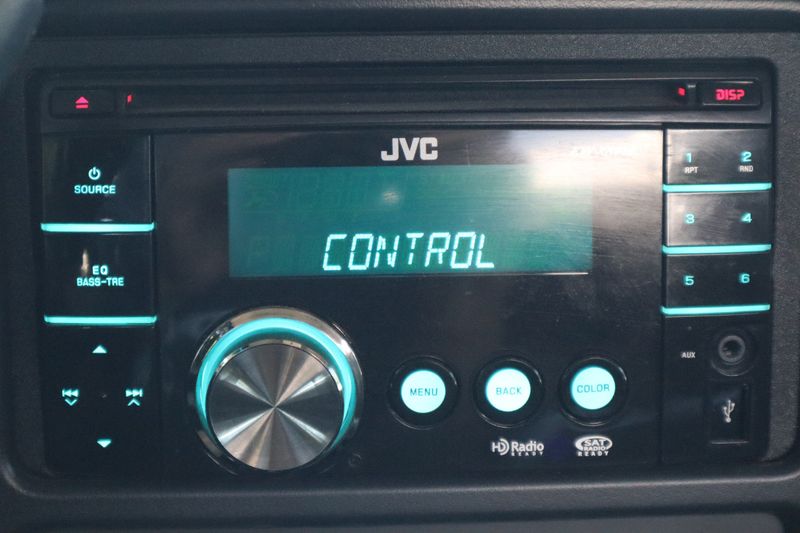 DISP
JVC
SOURCE
1 2
RPT RND
CONTROL
3 4
EQ
BASS-TRE
5 6
AUX
MENU BACK COLOR
HD Radio
READY
SAT
RADIO
READY